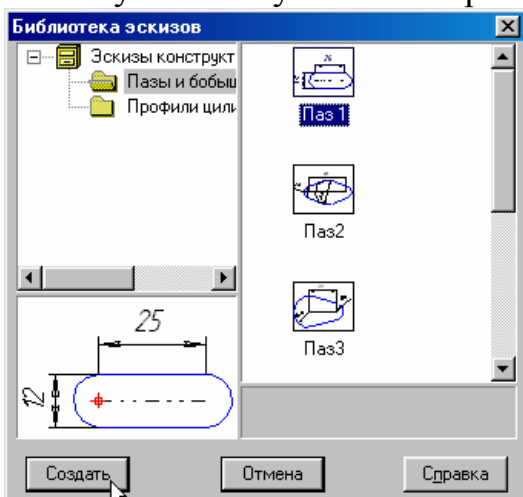 Библиотека эскизов
Эскизы конструкт
Пазы и бобыш
Профили цили
Паз 1
Паз2
Паз3
25
12
Создать
Отмена
Справка